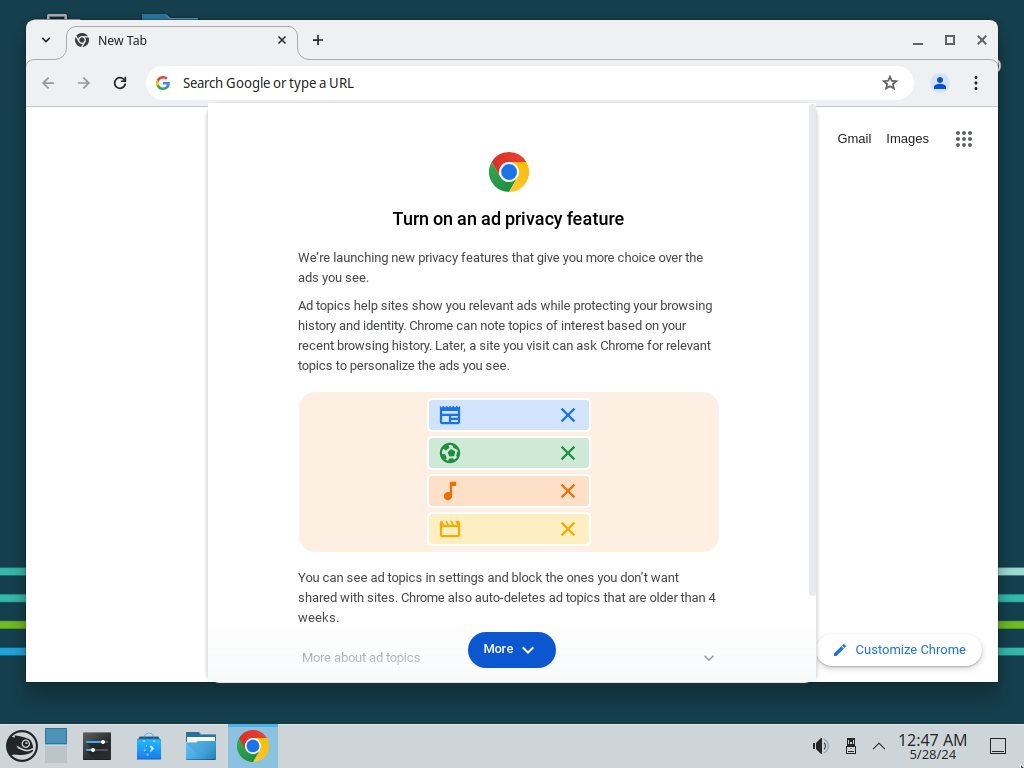 New Tab
Search Google or type a URL
Gmail Images
Turn on an ad privacy feature
We're launching new privacy features that give you more choice over the
ads you see.
Ad topics help sites show you relevant ads while protecting your browsing
history and identity. Chrome can note topics of interest based on your
recent browsing history. Later, a site you visit can ask Chrome for relevant
topics to personalize the ads you see.
You can see ad topics in settings and block the ones you don't want
shared with sites. Chrome also auto-deletes ad topics that are older than 4
weeks.
More
Customize Chrome
More about ad topics
12:47 AM
5/28/24